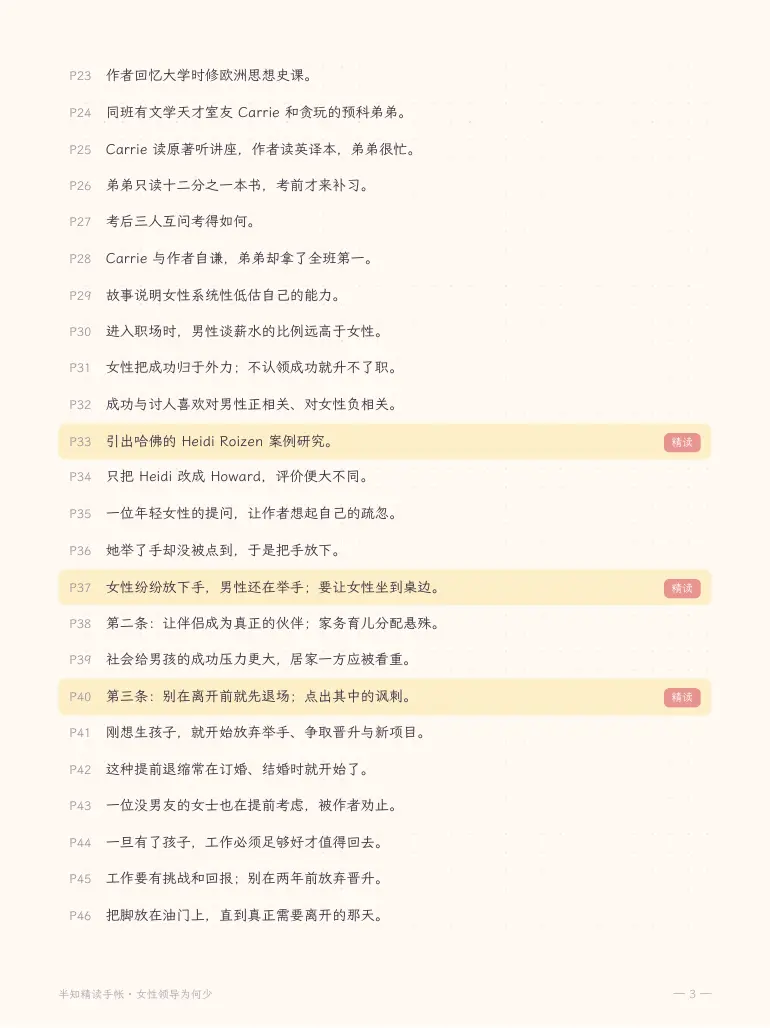 P23 作者回忆大学时修欧洲思想史课。
P24 同班有文学天才室友 Carrie 和贪玩的预科弟弟。
P25 Carrie 读原著听讲座，作者读英译本，弟弟很忙。
P26 弟弟只读十二分之一本书，考前才来补习。
P27 考后三人互问考得如何。
P28 Carrie 与作者自谦，弟弟却拿了全班第一。
P29 故事说明女性系统性低估自己的能力。
P30 进入职场时，男性谈薪水的比例远高于女性。
P31 女性把成功归于外力；不认领成功就升不了职。
P32 成功与讨人喜欢对男性正相关、对女性负相关。
P33 引出哈佛的 Heidi Roizen 案例研究。 精读
P34 只把 Heidi 改成 Howard，评价便大不同。
P35 一位年轻女性的提问，让作者想起自己的疏忽。
P36 她举了手却没被点到，于是把手放下。
P37 女性纷纷放下手，男性还在举手；要让女性坐到桌边。 精读
P38 第二条：让伴侣成为真正的伙伴；家务育儿分配悬殊。
P39 社会给男孩的成功压力更大，居家一方应被看重。
P40 第三条：别在离开前就先退场；点出其中的讽刺。 精读
P41 刚想生孩子，就开始放弃举手、争取晋升与新项目。
P42 这种提前退缩常在订婚、结婚时就开始了。
P43 一位没男友的女士也在提前考虑，被作者劝止。
P44 一旦有了孩子，工作必须足够好才值得回去。
P45 工作要有挑战和回报；别在两年前放弃晋升。
P46 把脚放在油门上，直到真正需要离开的那天。
半知精读手帐·女性领导为何少 — 3 —